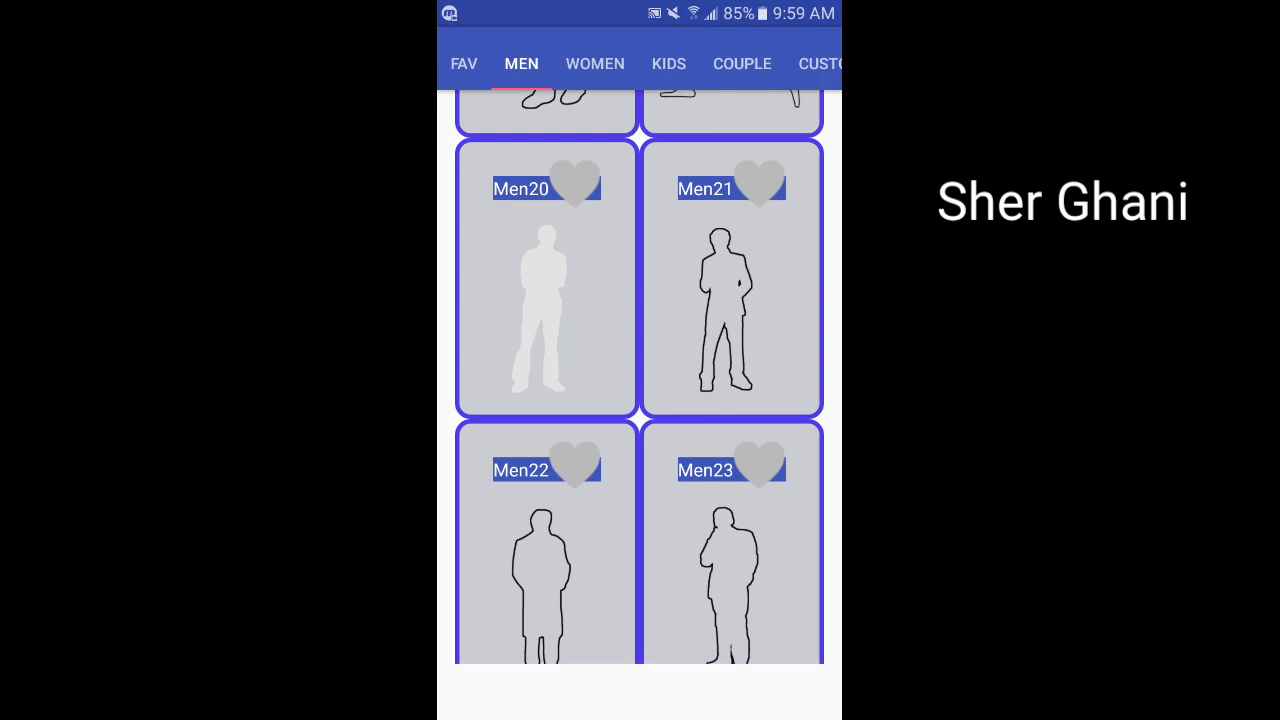 85% 9:59 AM
FAV MEN WOMEN KIDS COUPLE CUSTO
Men20 Men21
Sher Ghani
Men22 Men23